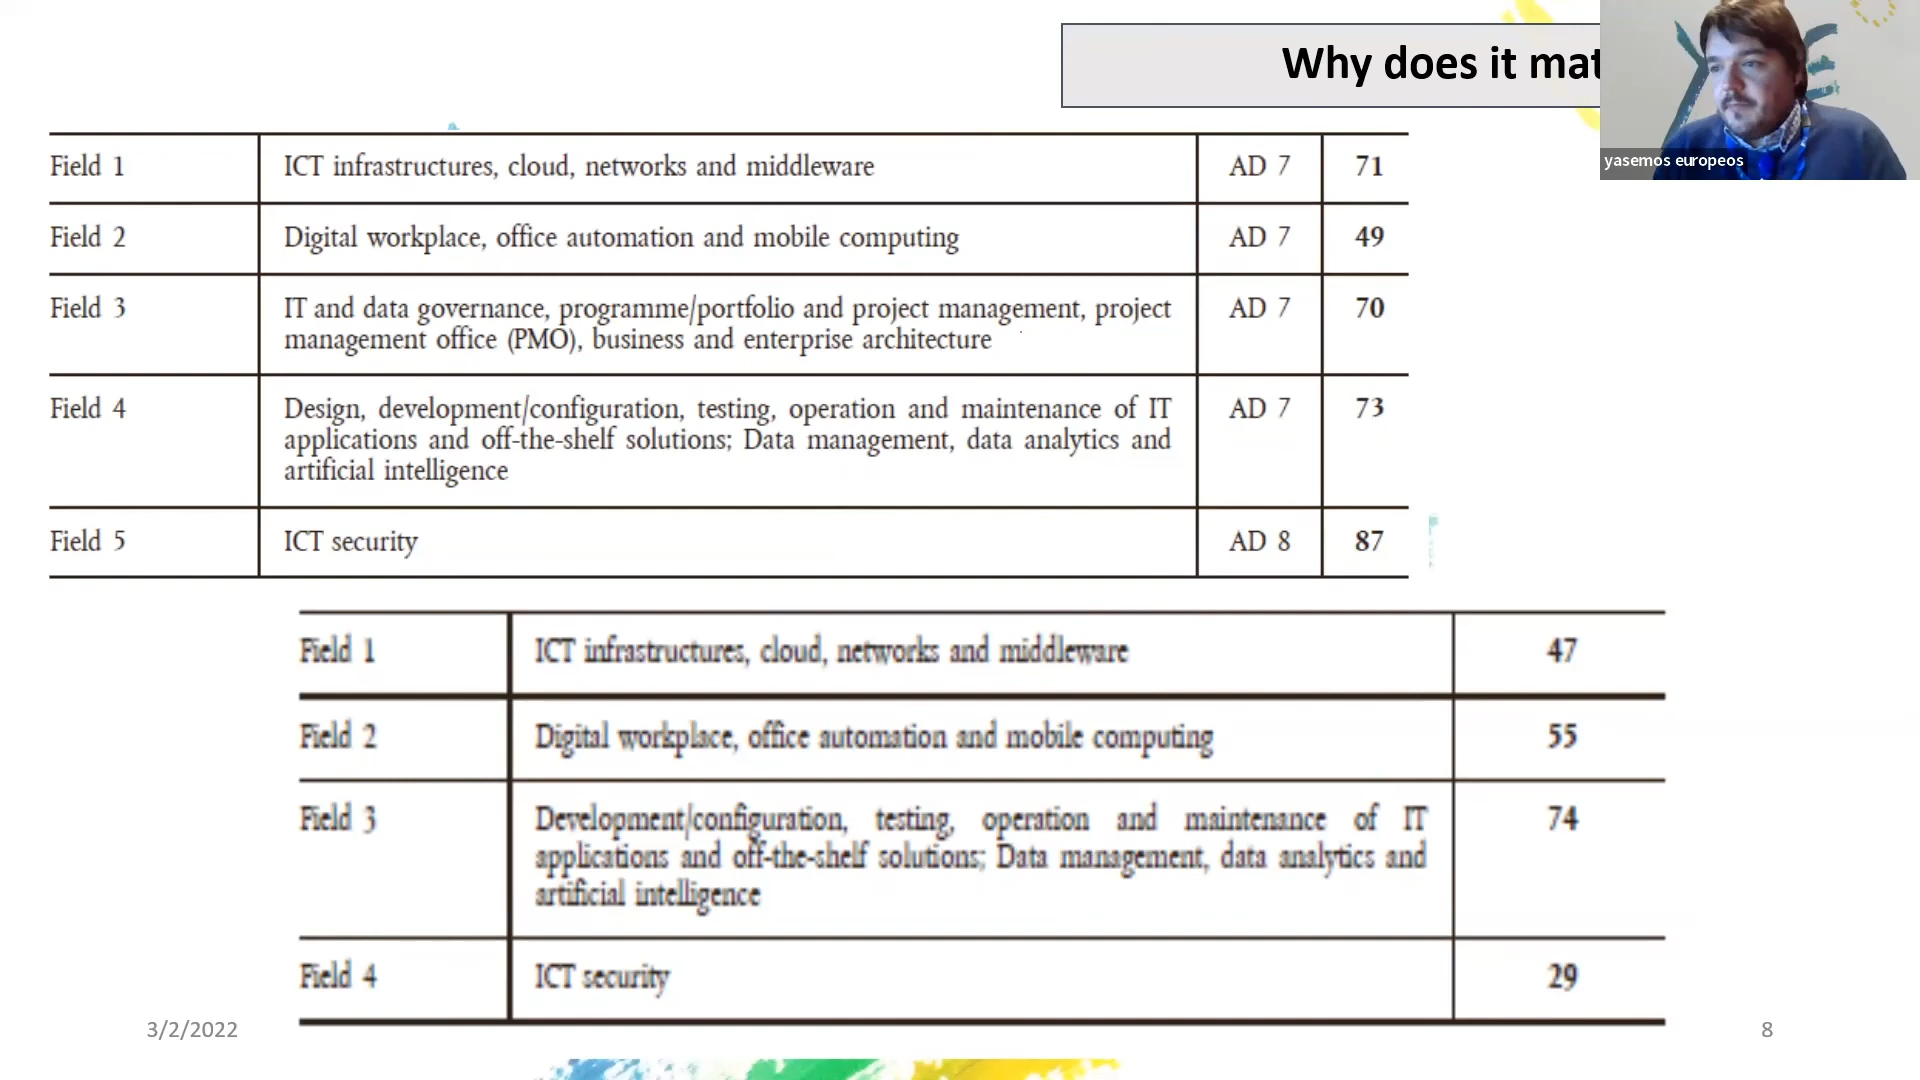 Why does it mat
yasemos europeos
Field 1 ICT infrastructures, cloud, networks and middleware AD 7 71
Field 2 Digital workplace, office automation and mobile computing AD 7 49
Field 3 IT and data governance, programme/portfolio and project management, project AD 7 70
management office (PMO), business and enterprise architecture
Field 4 Design, development/configuration, testing, operation and maintenance of IT AD 7 73
applications and off-the-shelf solutions; Data management, data analytics and
artificial intelligence
Field 5 ICT security AD 8 87
Field 1 ICT infrastructures, cloud, networks and middleware 47
Field 2 Digital workplace, office automation and mobile computing 55
Field 3 Development/configuration, testing, operation and maintenance of IT 74
applications and off-the-shelf solutions; Data management, data analytics and
artificial intelligence
Field 4 ICT security 29
3/2/2022
8